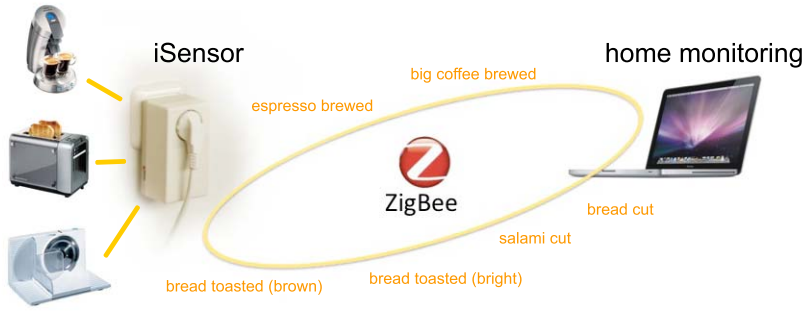 iSensor
home monitoring
big coffee brewed
espresso brewed
Z
ZigBee
bread cut
salami cut
bread toasted (bright)
bread toasted (brown)